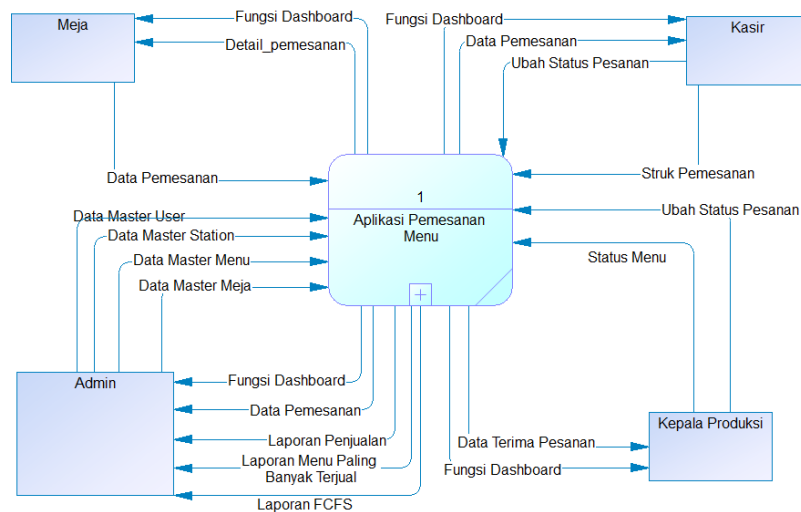 Meja
Fungsi Dashboard
Detail_pemesanan
Data Pemesanan
Fungsi Dashboard
Data Pemesanan
Ubah Status Pesanan
Kasir
Struk Pemesanan
1
Aplikasi Pemesanan
Menu
Data Master User
Data Master Station
Data Master Menu
Data Master Meja
Ubah Status Pesanan
Status Menu
Admin
Fungsi Dashboard
Data Pemesanan
Laporan Penjualan
Laporan Menu Paling
Banyak Terjual
Laporan FCFS
Data Terima Pesanan
Fungsi Dashboard
Kepala Produksi